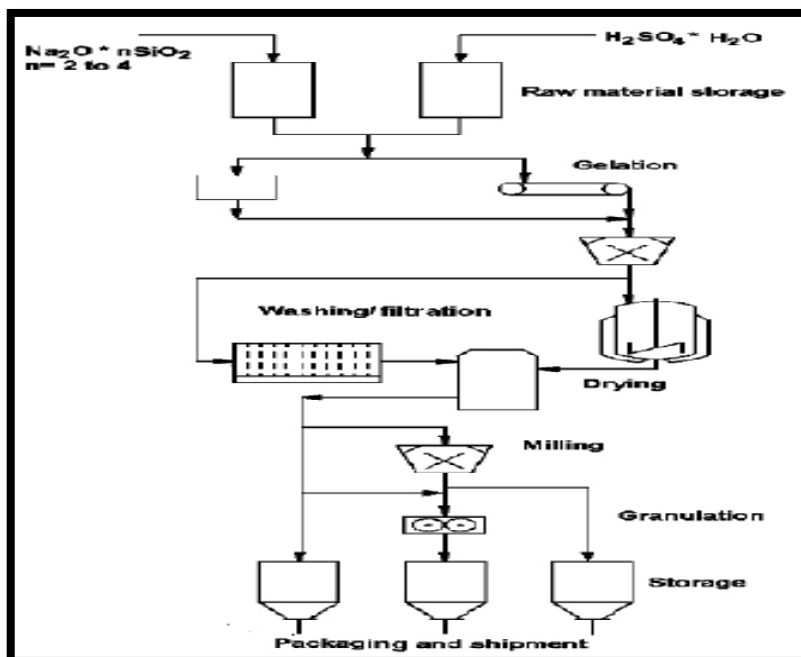 Na₂O * nSiO₂
n= 2 to 4
H₂SO₄* H₂O
Raw material storage
Gelation
Washing/ filtration
Drying
Milling
Granulation
Storage
Packaging and shipment